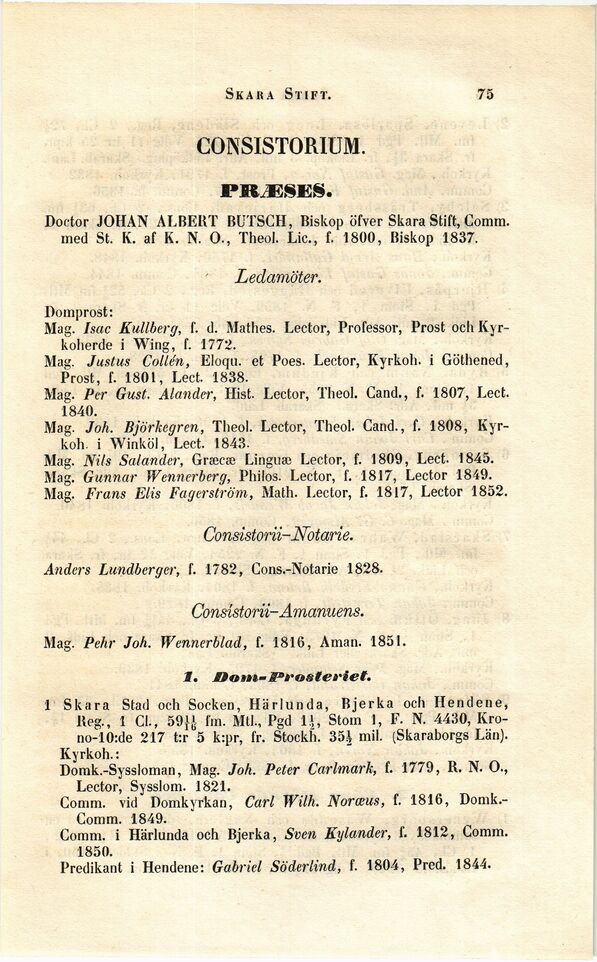 SKARA STIFT. 75
CONSISTORIUM.
PRÆSES.
Doctor JOHAN ALBERT BUTSCH, Biskop öfver Skara Stift, Comm.
med St. K. af K. N. O., Theol. Lic., f. 1800, Biskop 1837.
Ledamöter.
Domprost:
Mag. Isac Kullberg, f. d. Mathes. Lector, Professor, Prost och Kyr-
koherde i Wing, f. 1772.
Mag. Justus Collén, Eloqu. et Poes. Lector, Kyrkoh. i Göthened,
Prost, f. 1801, Lect. 1838.
Mag. Per Gust. Alander, Hist. Lector, Theol. Cand., f. 1807, Lect.
1840.
Mag. Joh. Björkegren, Theol. Lector, Theol. Cand., f. 1808, Kyr-
koh. i Winköl, Lect. 1843.
Mag. Nils Salander, Græcæ Linguæ Lector, f. 1809, Lect. 1845.
Mag. Gunnar Wennerberg, Philos. Lector, f. 1817, Lector 1849.
Mag. Frans Elis Fagerström, Math. Lector, f. 1817, Lector 1852.
Consistorii-Notarie.
Anders Lundberger, f. 1782, Cons.-Notarie 1828.
Consistorii-Amanuens.
Mag. Pehr Joh. Wennerblad, f. 1816, Aman. 1851.
1. Dom-Prosteriet.
1 Skara Stad och Socken, Härlunda, Bjerka och Hendene,
Reg., 1 Cl., fm. Mtl., Pgd 1½, Stom 1, F. N. 4430, Kro-
no-10:de 217 t:r 5 k:pr, fr. Stockh. 35½ mil. (Skaraborgs Län).
Kyrkoh.:
Domk.-Syssloman, Mag. Joh. Peter Carlmark, f. 1779, R. N. O.,
Lector, Sysslom. 1821.
Comm. vid Domkyrkan, Carl Wilh. Noræus, f. 1816, Domk.-
Comm. 1849.
Comm. i Härlunda och Bjerka, Sven Kylander, f. 1812, Comm.
1850.
Predikant i Hendene: Gabriel Söderlind, f. 1804, Pred. 1844.